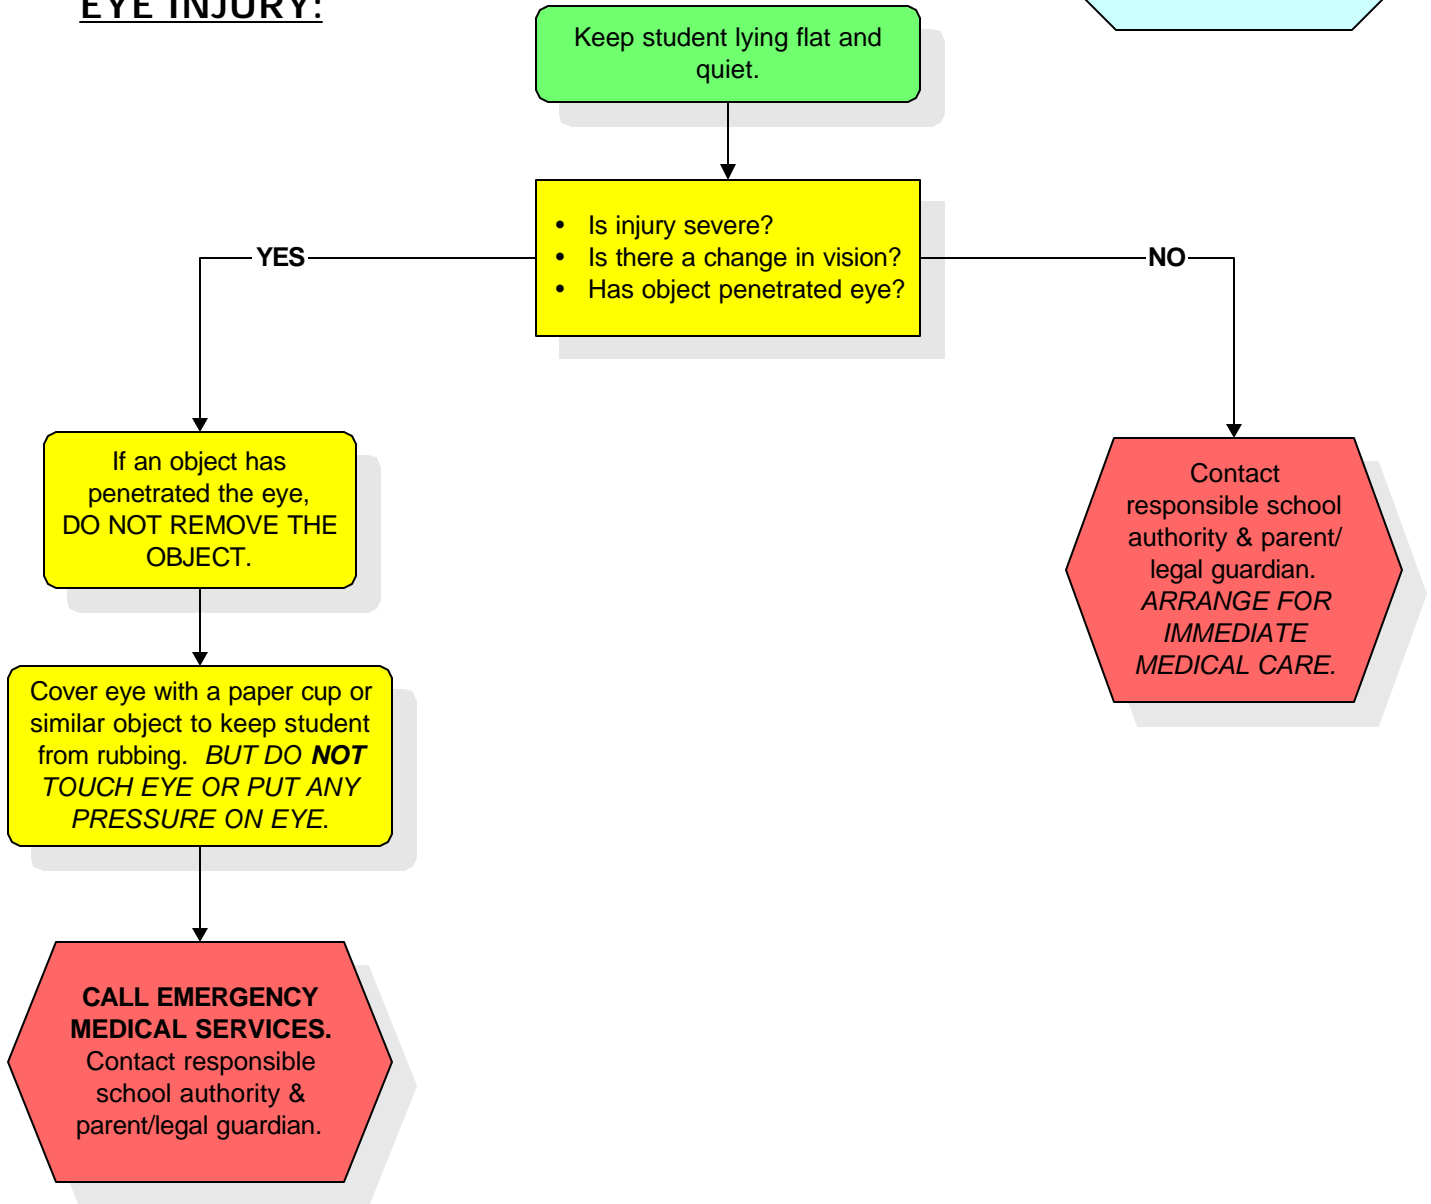 EYE INJURY:
Keep student lying flat and
quiet.
• Is injury severe?
• Is there a change in vision?
• Has object penetrated eye?
YES
NO
If an object has
penetrated the eye,
DO NOT REMOVE THE
OBJECT.
Contact
responsible school
authority & parent/
legal guardian.
ARRANGE FOR
IMMEDIATE
MEDICAL CARE.
Cover eye with a paper cup or
similar object to keep student
from rubbing. BUT DO NOT
TOUCH EYE OR PUT ANY
PRESSURE ON EYE.
CALL EMERGENCY
MEDICAL SERVICES.
Contact responsible
school authority &
parent/legal guardian.